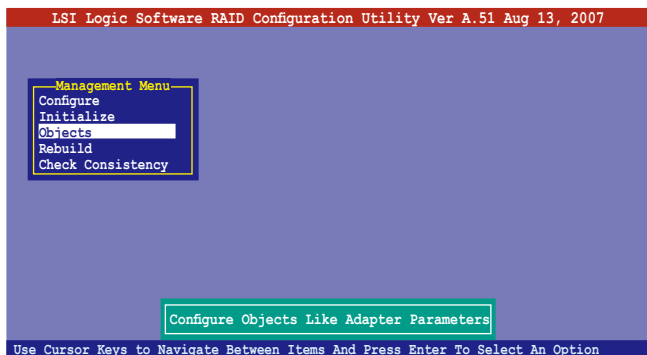 LSI Logic Software RAID Configuration Utility Ver A.51 Aug 13, 2007
Management Menu
Configure
Initialize
Objects
Rebuild
Check Consistency
Configure Objects Like Adapter Parameters
Use Cursor Keys to Navigate Between Items And Press Enter To Select An Option